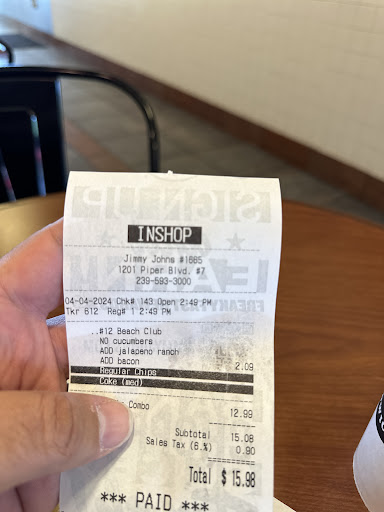 INSHOP
Jimmy Johns #1665
1201 Piper Blvd. #7
239-593-3000
04-04-2024 Chk# 143 Open 2:49 PM
Tkr 612 Reg# 1 2:49 PM
..#12 Beach Club
NO cucumbers
ADD jalapeno ranch
ADD bacon 2.09
Regular Chips
Coke (med)
Combo 12.99
Subtotal 15.08
Sales Tax (6.%) 0.90
Total $ 15.98
*** PAID ***